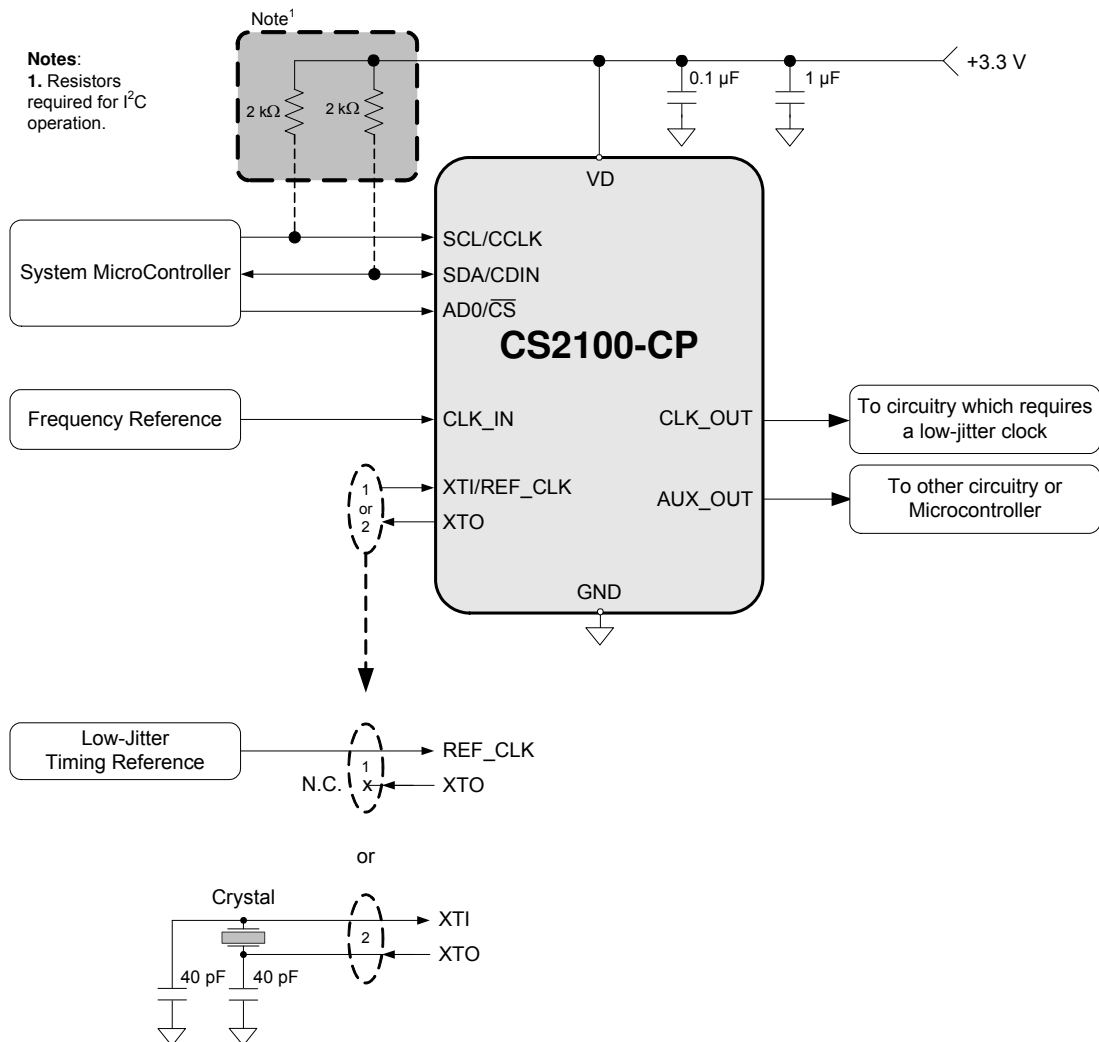 Note¹
Notes:
1. Resistors
required for I²C
operation.
2 kΩ
2 kΩ
0.1 µF
1 µF
+3.3 V
VD
System MicroController
SCL/CCLK
SDA/CDIN
AD0/C̅S̅
CS2100-CP
Frequency Reference
CLK_IN
CLK_OUT
To circuitry which requires
a low-jitter clock
1
or
2
XTI/REF_CLK
XTO
AUX_OUT
To other circuitry or
Microcontroller
GND
Low-Jitter
Timing Reference
1
REF_CLK
N.C.
x
XTO
or
Crystal
2
XTI
XTO
40 pF
40 pF